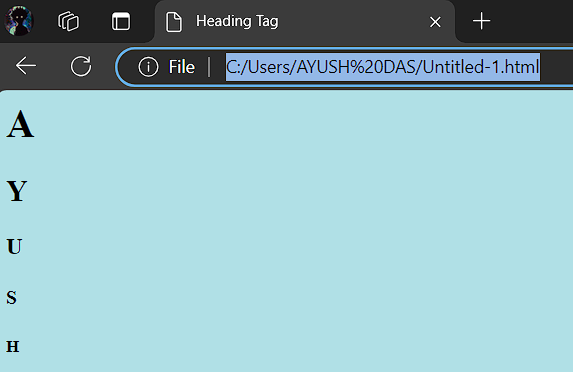 Heading Tag
File C:/Users/AYUSH%20DAS/Untitled-1.html
A
Y
U
S
H